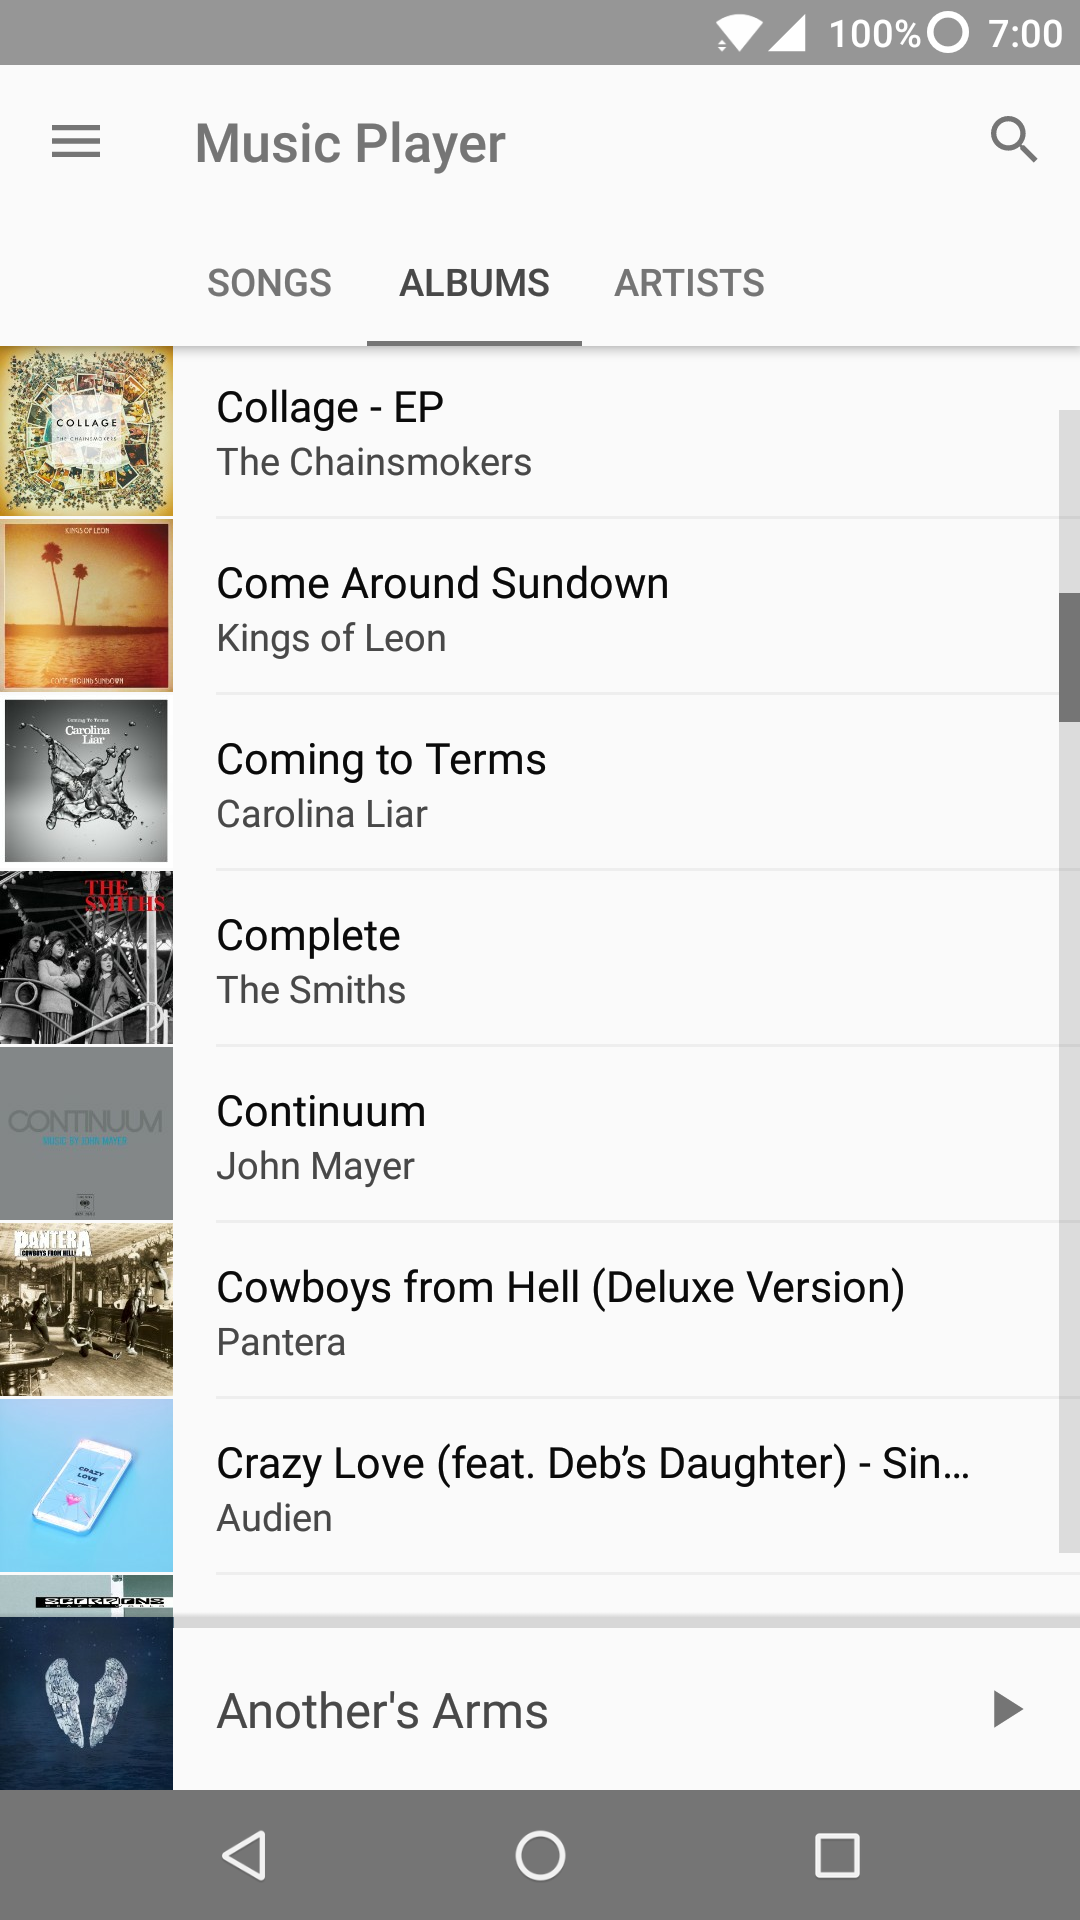 100% 7:00
Music Player
SONGS ALBUMS ARTISTS
COLLAGE
THE CHAINSMOKERS
Collage - EP
The Chainsmokers
KINGS OF LEON
COME AROUND SUNDOWN
Come Around Sundown
Kings of Leon
Coming To Terms
Carolina
Liar
Coming to Terms
Carolina Liar
THE
SMITHS
Complete
The Smiths
CONTINUUM
MUSIC BY JOHN MAYER
Continuum
John Mayer
PANTERA
COWBOYS FROM HELL
Cowboys from Hell (Deluxe Version)
Pantera
CRAZY
LOVE
Crazy Love (feat. Deb’s Daughter) - Sin...
Audien
SCORPIONS
Another's Arms